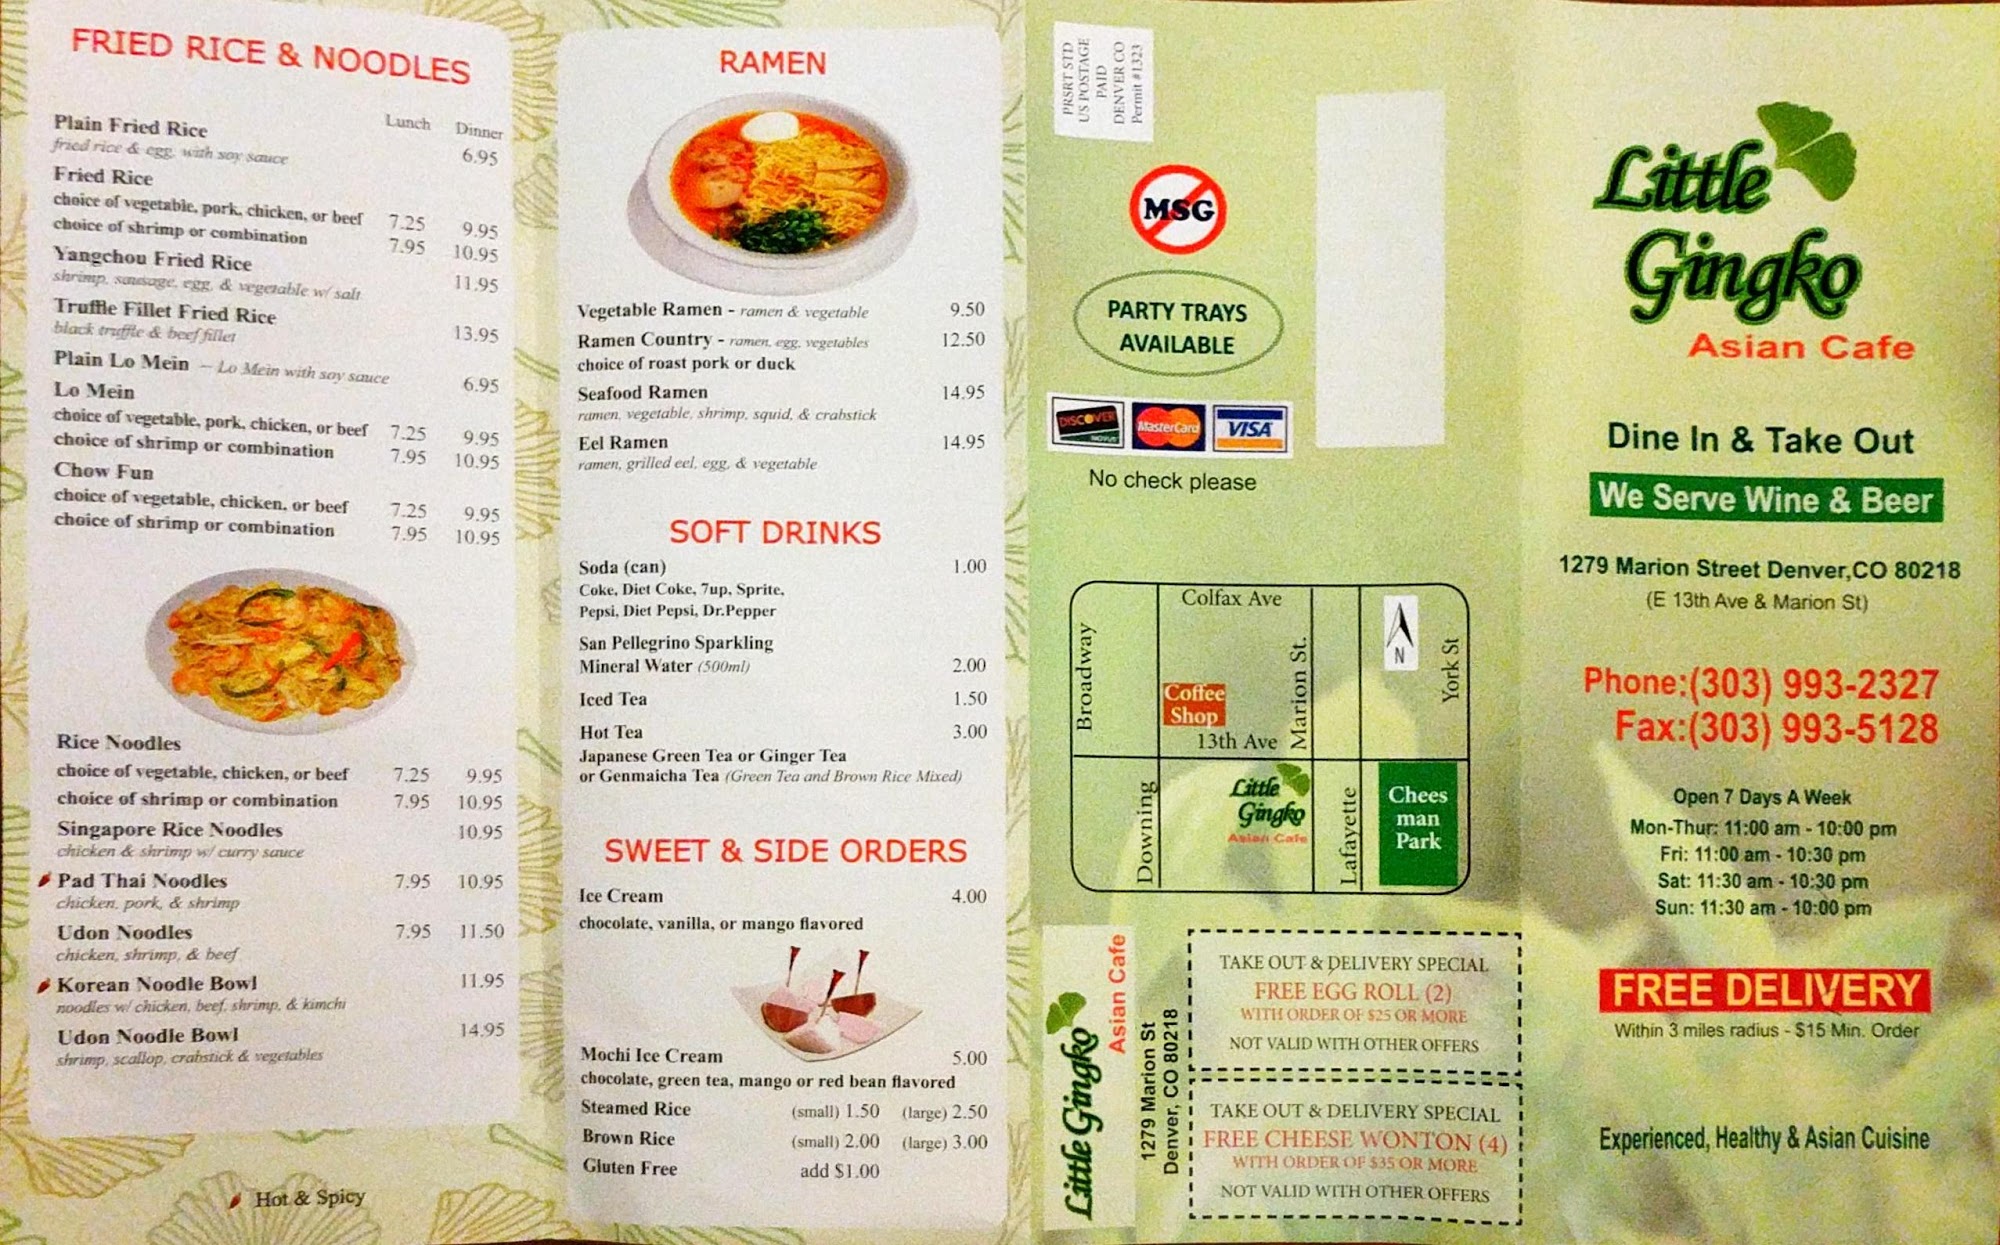 FRIED RICE & NOODLES
Lunch Dinner
Plain Fried Rice 6.95
fried rice & egg, with soy sauce
Fried Rice
choice of vegetable, pork, chicken, or beef 7.25 9.95
choice of shrimp or combination 7.95 10.95
Yangchou Fried Rice 11.95
shrimp, sausage, egg, & vegetable w/ salt
Truffle Fillet Fried Rice 13.95
black truffle & beef fillet
Plain Lo Mein - Lo Mein with soy sauce 6.95
Lo Mein
choice of vegetable, pork, chicken, or beef 7.25 9.95
choice of shrimp or combination 7.95 10.95
Chow Fun
choice of vegetable, chicken, or beef 7.25 9.95
choice of shrimp or combination 7.95 10.95
Rice Noodles
choice of vegetable, chicken, or beef 7.25 9.95
choice of shrimp or combination 7.95 10.95
Singapore Rice Noodles 10.95
chicken & shrimp w/ curry sauce
Pad Thai Noodles 7.95 10.95
chicken, pork, & shrimp
Udon Noodles 7.95 11.50
chicken, shrimp, & beef
Korean Noodle Bowl 11.95
noodles w/ chicken, beef, shrimp, & kimchi
Udon Noodle Bowl 14.95
shrimp, scallop, crabstick & vegetables
Hot & Spicy
RAMEN
Vegetable Ramen - ramen & vegetable 9.50
Ramen Country - ramen, egg, vegetables 12.50
choice of roast pork or duck
Seafood Ramen 14.95
ramen, vegetable, shrimp, squid, & crabstick
Eel Ramen 14.95
ramen, grilled eel, egg, & vegetable
SOFT DRINKS
Soda (can) 1.00
Coke, Diet Coke, 7up, Sprite,
Pepsi, Diet Pepsi, Dr.Pepper
San Pellegrino Sparkling
Mineral Water (500ml) 2.00
Iced Tea 1.50
Hot Tea 3.00
Japanese Green Tea or Ginger Tea
or Genmaicha Tea (Green Tea and Brown Rice Mixed)
SWEET & SIDE ORDERS
Ice Cream 4.00
chocolate, vanilla, or mango flavored
Mochi Ice Cream 5.00
chocolate, green tea, mango or red bean flavored
Steamed Rice (small) 1.50 (large) 2.50
Brown Rice (small) 2.00 (large) 3.00
Gluten Free add $1.00
PRSRT STD
US POSTAGE
PAID
DENVER CO
Permit #1323
MSG
PARTY TRAYS
AVAILABLE
DISCOVER
NOVUS
MasterCard
VISA
No check please
Colfax Ave
Broadway
Marion St.
N
York St
Coffee
Shop
13th Ave
Downing
Little
Gingko
Asian Cafe
Lafayette
Chees
man
Park
Little Gingko
Asian Cafe
1279 Marion St
Denver, CO 80218
TAKE OUT & DELIVERY SPECIAL
FREE EGG ROLL (2)
WITH ORDER OF $25 OR MORE
NOT VALID WITH OTHER OFFERS
TAKE OUT & DELIVERY SPECIAL
FREE CHEESE WONTON (4)
WITH ORDER OF $35 OR MORE
NOT VALID WITH OTHER OFFERS
Little
Gingko
Asian Cafe
Dine In & Take Out
We Serve Wine & Beer
1279 Marion Street Denver,CO 80218
(E 13th Ave & Marion St)
Phone:(303) 993-2327
Fax:(303) 993-5128
Open 7 Days A Week
Mon-Thur: 11:00 am - 10:00 pm
Fri: 11:00 am - 10:30 pm
Sat: 11:30 am - 10:30 pm
Sun: 11:30 am - 10:00 pm
FREE DELIVERY
Within 3 miles radius - $15 Min. Order
Experienced, Healthy & Asian Cuisine